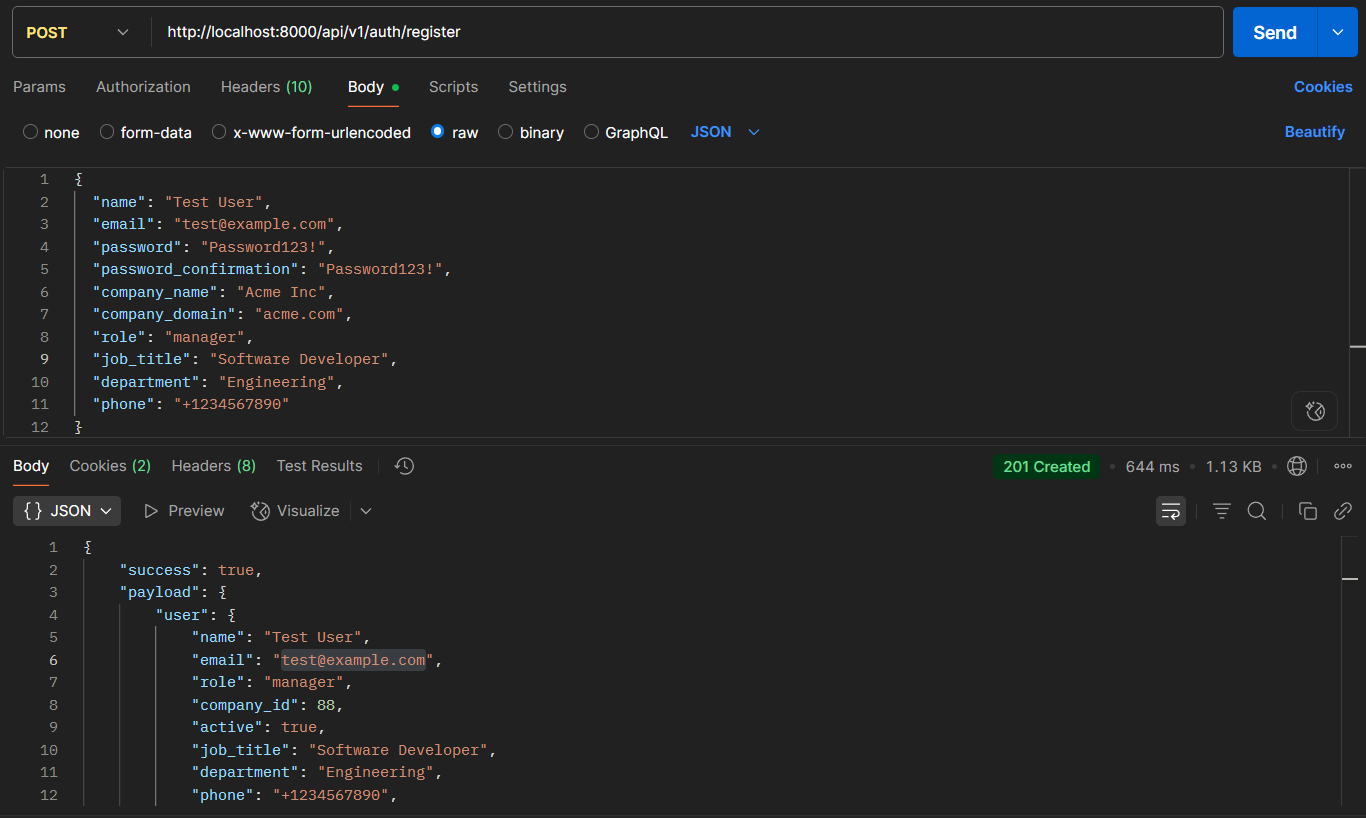 POST http://localhost:8000/api/v1/auth/register Send
Params Authorization Headers (10) Body Scripts Settings Cookies
none form-data x-www-form-urlencoded raw binary GraphQL JSON Beautify
1 {
2 "name": "Test User",
3 "email": "test@example.com",
4 "password": "Password123!",
5 "password_confirmation": "Password123!",
6 "company_name": "Acme Inc",
7 "company_domain": "acme.com",
8 "role": "manager",
9 "job_title": "Software Developer",
10 "department": "Engineering",
11 "phone": "+1234567890"
12 }
Body Cookies (2) Headers (8) Test Results 201 Created • 644 ms • 1.13 KB •
{} JSON Preview Visualize
1 {
2 "success": true,
3 "payload": {
4 "user": {
5 "name": "Test User",
6 "email": "test@example.com",
7 "role": "manager",
8 "company_id": 88,
9 "active": true,
10 "job_title": "Software Developer",
11 "department": "Engineering",
12 "phone": "+1234567890",